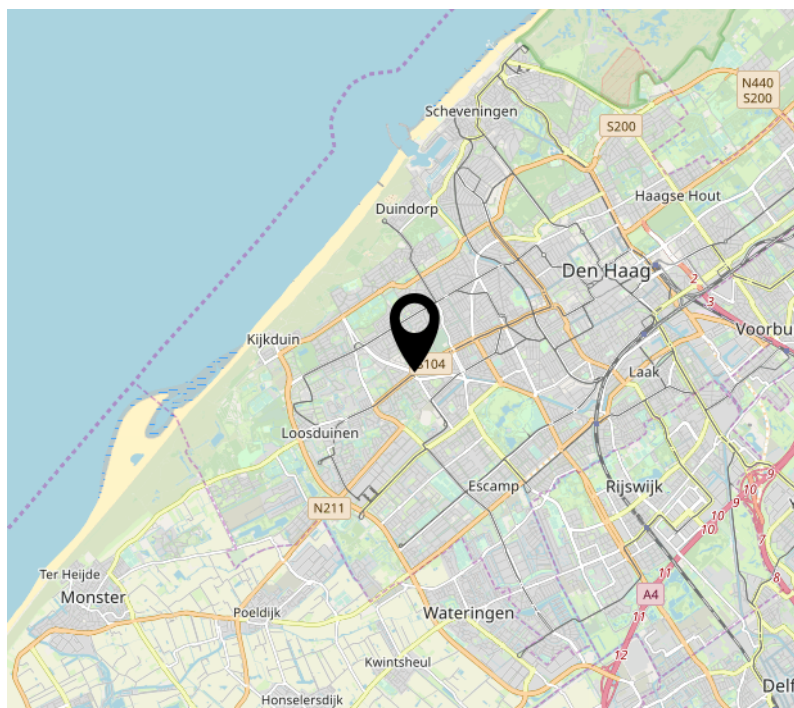 N440
S200
Scheveningen
S200
Haagse Hout
Duindorp
Den Haag
2
3
Voorbu
Kijkduin
S104
Laak
Loosduinen
Escamp
Rijswijk
9
10
10
9
9
10
10
7
N211
11
8
Ter Heijde
Monster
A4
Poeldijk
Wateringen
11
12
Kwintsheul
Honselersdijk
Delf